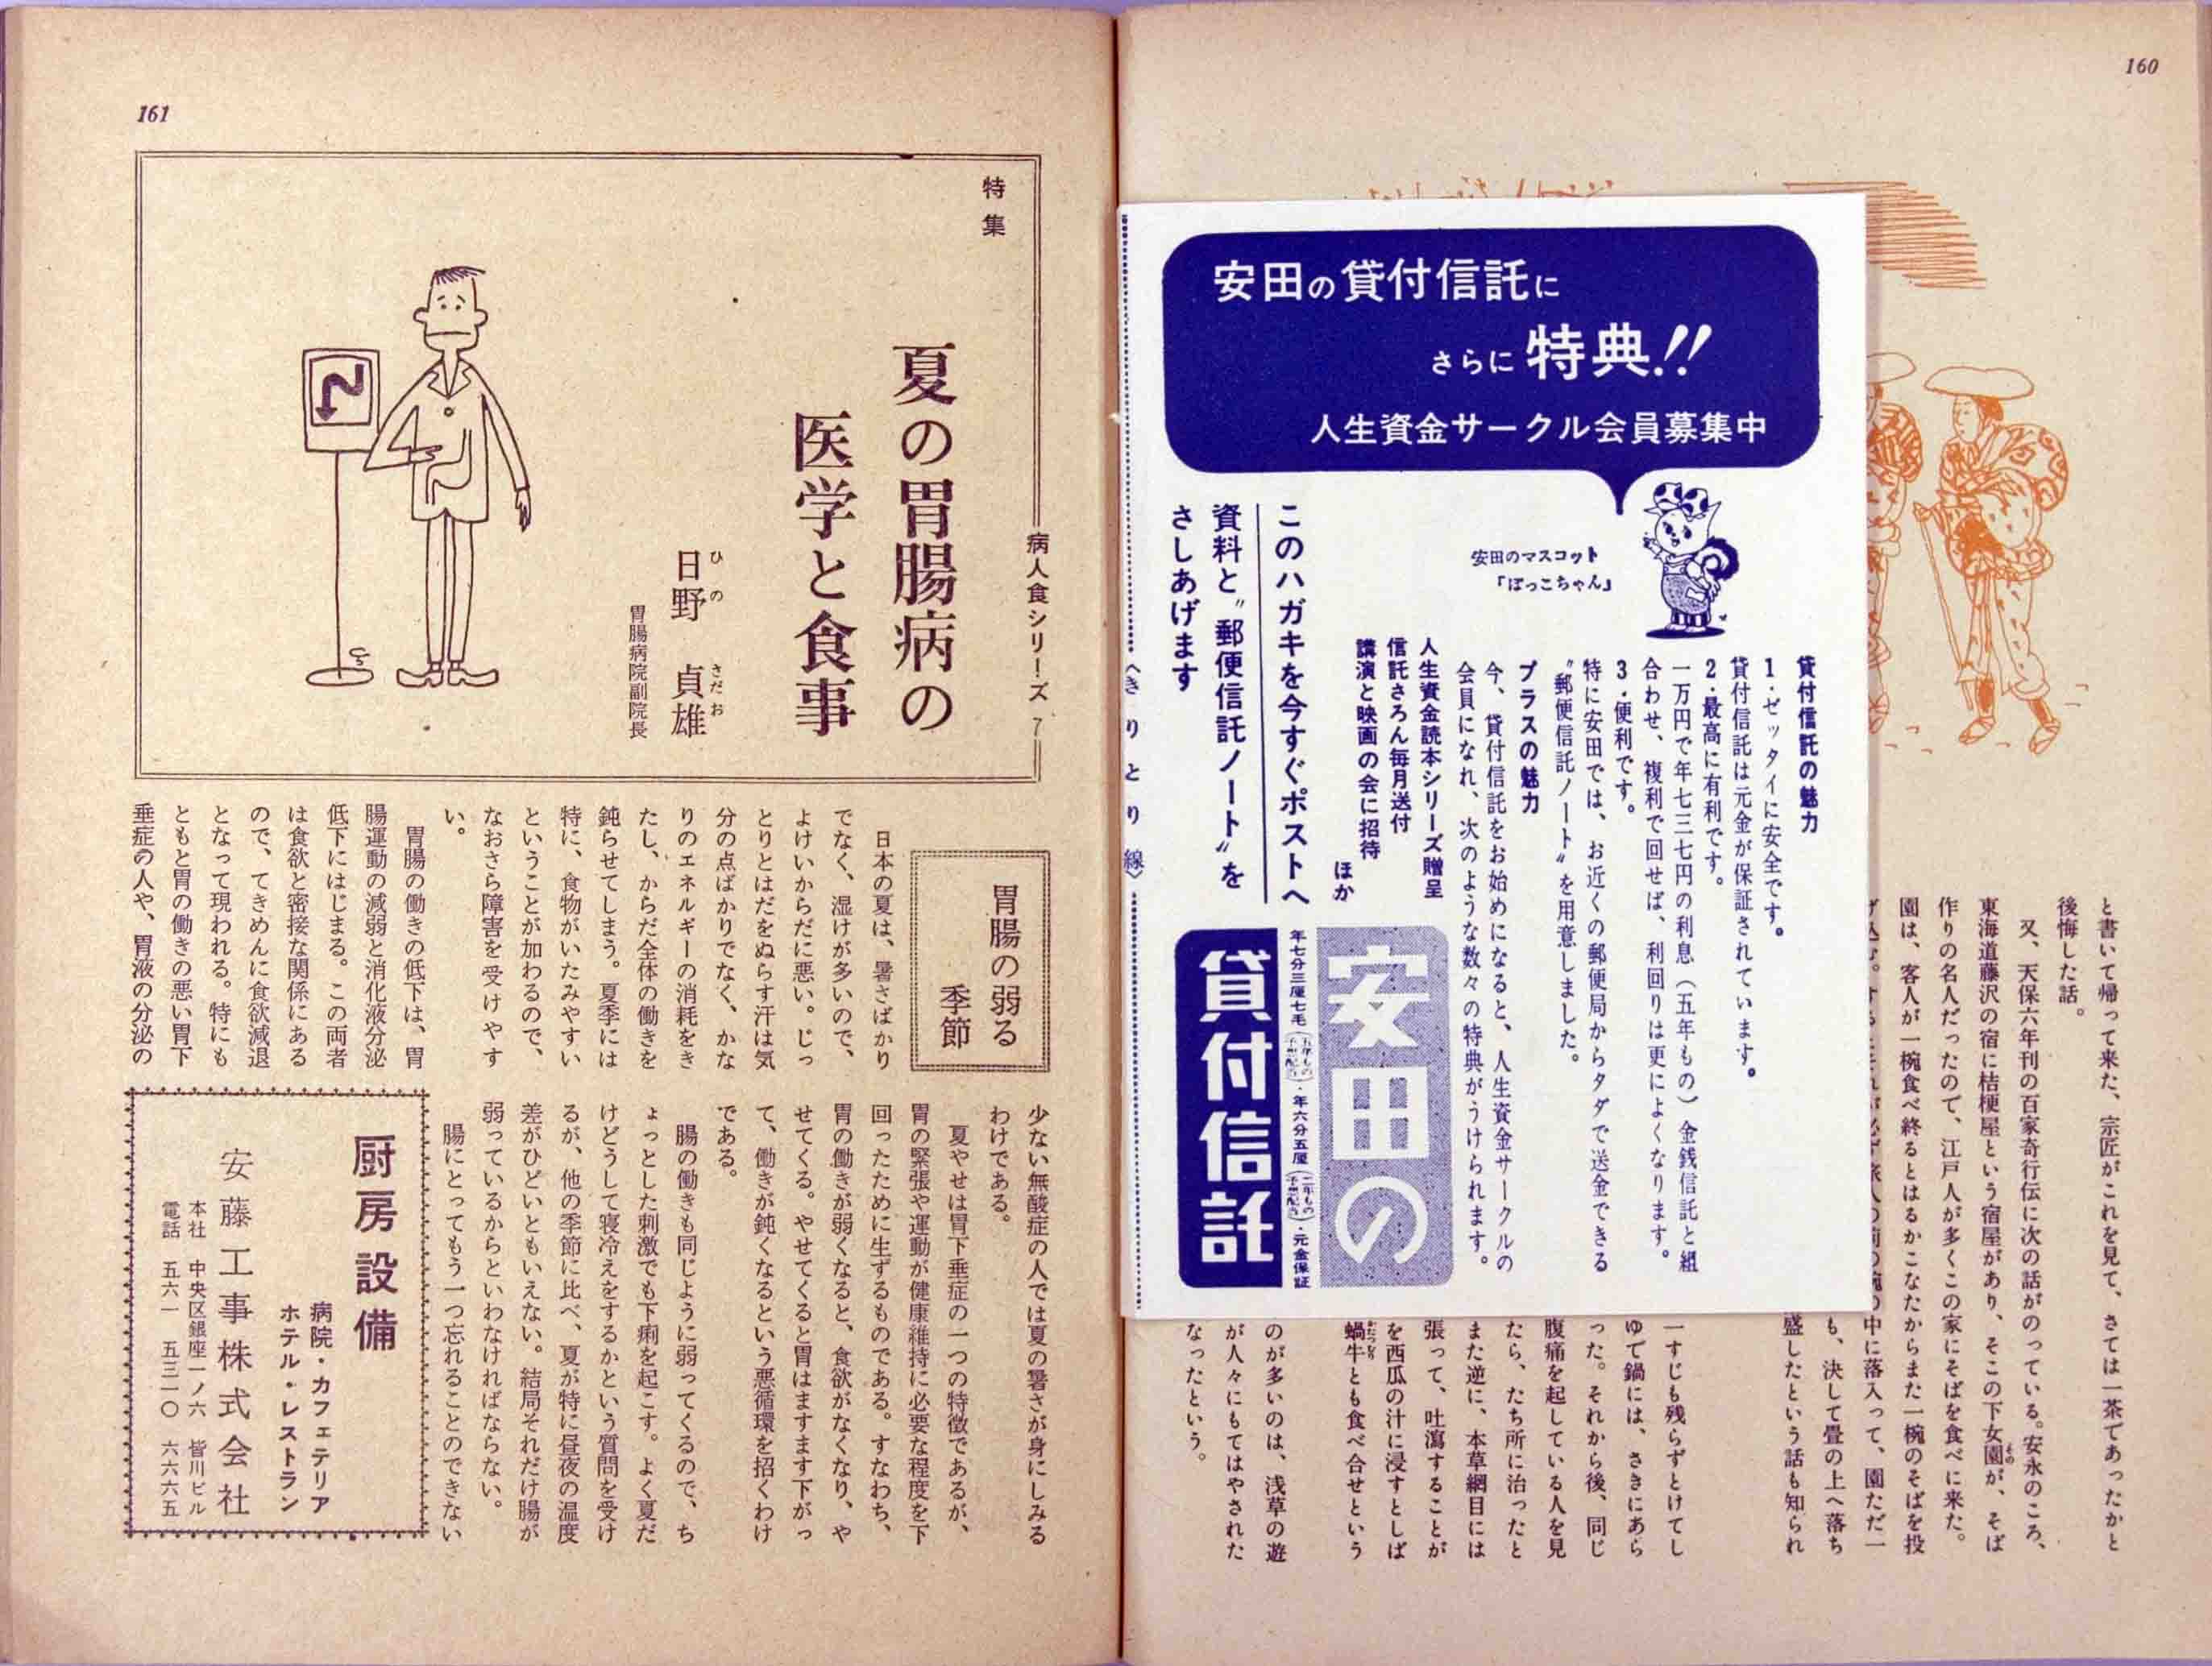 160
と書いて帰って来た、宗匠がこれを見て、さては一茶であったかと
後悔した話。
又、天保六年刊の百家奇行伝に次の話がのっている。安永のころ、
東海道藤沢の宿に桔梗屋という宿屋があり、そこの下女園が、そば
その
作りの名人だったので、江戸人が多くこの家にそばを食べに来た。
園は、客人が一椀食べ終るとはるかこなたからまた一椀のそばを投
の中に落入って、園ただ一
も、決して畳の上へ落ち
盛したという話も知られ
一すじも残らずとけてし
ゆで鍋には、さきにあら
った。それから後、同じ
腹痛を起している人を見
たら、たち所に治ったと
また逆に、本草綱目には
張って、吐瀉することが
を西瓜の汁に浸すとしば
蝸牛とも食べ合せという
のが多いのは、浅草の遊
が人々にもてはやされた
なったという。
安田の貸付信託に
さらに特典!!
人生資金サークル会員募集中
安田のマスコット
「ぽっこちゃん」
貸付信託の魅力
1・ゼッタイに安全です。
貸付信託は元金が保証されています。
2・最高に有利です。
一万円で年七三七円の利息（五年もの）金銭信託と組
合わせ、複利で回せば、利回りは更によくなります。
3・便利です。
特に安田では、お近くの郵便局からタダで送金できる
〝郵便信託ノート〟を用意しました。
プラスの魅力
今、貸付信託をお始めになると、人生資金サークルの
会員になれ、次のような数々の特典がうけられます。
人生資金読本シリーズ贈呈
信託さろん毎月送付
講演と映画の会に招待
ほか
このハガキを今すぐポストへ
資料と〝郵便信託ノート〟を
さしあげます
安田の
年七分三厘七毛（五年もの予想配当）年六分五厘（二年もの予想配当）・元金保証
貸付信託
〈きりとり線〉
161
特集
病人食シリーズ 7
夏の胃腸病の
医学と食事
日野 貞雄
ひの さだお
胃腸病院副院長
胃腸の弱る
季節
日本の夏は、暑さばかり
でなく、湿けが多いので、
よけいからだに悪い。じっ
とりとはだをぬらす汗は気
分の点ばかりでなく、かな
りのエネルギーの消耗をき
たし、からだ全体の働きを
鈍らせてしまう。夏季には
特に、食物がいたみやすい
ということが加わるので、
なおさら障害を受けやす
い。
胃腸の働きの低下は、胃
腸運動の減弱と消化液分泌
低下にはじまる。この両者
は食欲と密接な関係にある
ので、てきめんに食欲減退
となって現われる。特にも
ともと胃の働きの悪い胃下
垂症の人や、胃液の分泌の
少ない無酸症の人では夏の暑さが身にしみる
わけである。
夏やせは胃下垂症の一つの特徴であるが、
胃の緊張や運動が健康維持に必要な程度を下
回ったために生ずるものである。すなわち、
胃の働きが弱くなると、食欲がなくなり、や
せてくる。やせてくると胃はますます下がっ
て、働きが鈍くなるという悪循環を招くわけ
である。
腸の働きも同じように弱ってくるので、ち
ょっとした刺激でも下痢を起こす。よく夏だ
けどうして寝冷えをするかという質問を受け
るが、他の季節に比べ、夏が特に昼夜の温度
差がひどいともいえない。結局それだけ腸が
弱っているからといわなければならない。
腸にとってもう一つ忘れることのできない
厨房設備
病院・カフェテリア
ホテル・レストラン
安藤工事株式会社
本社 中央区銀座一ノ六 皆川ビル
電話 五六一 五三一〇 六六六五